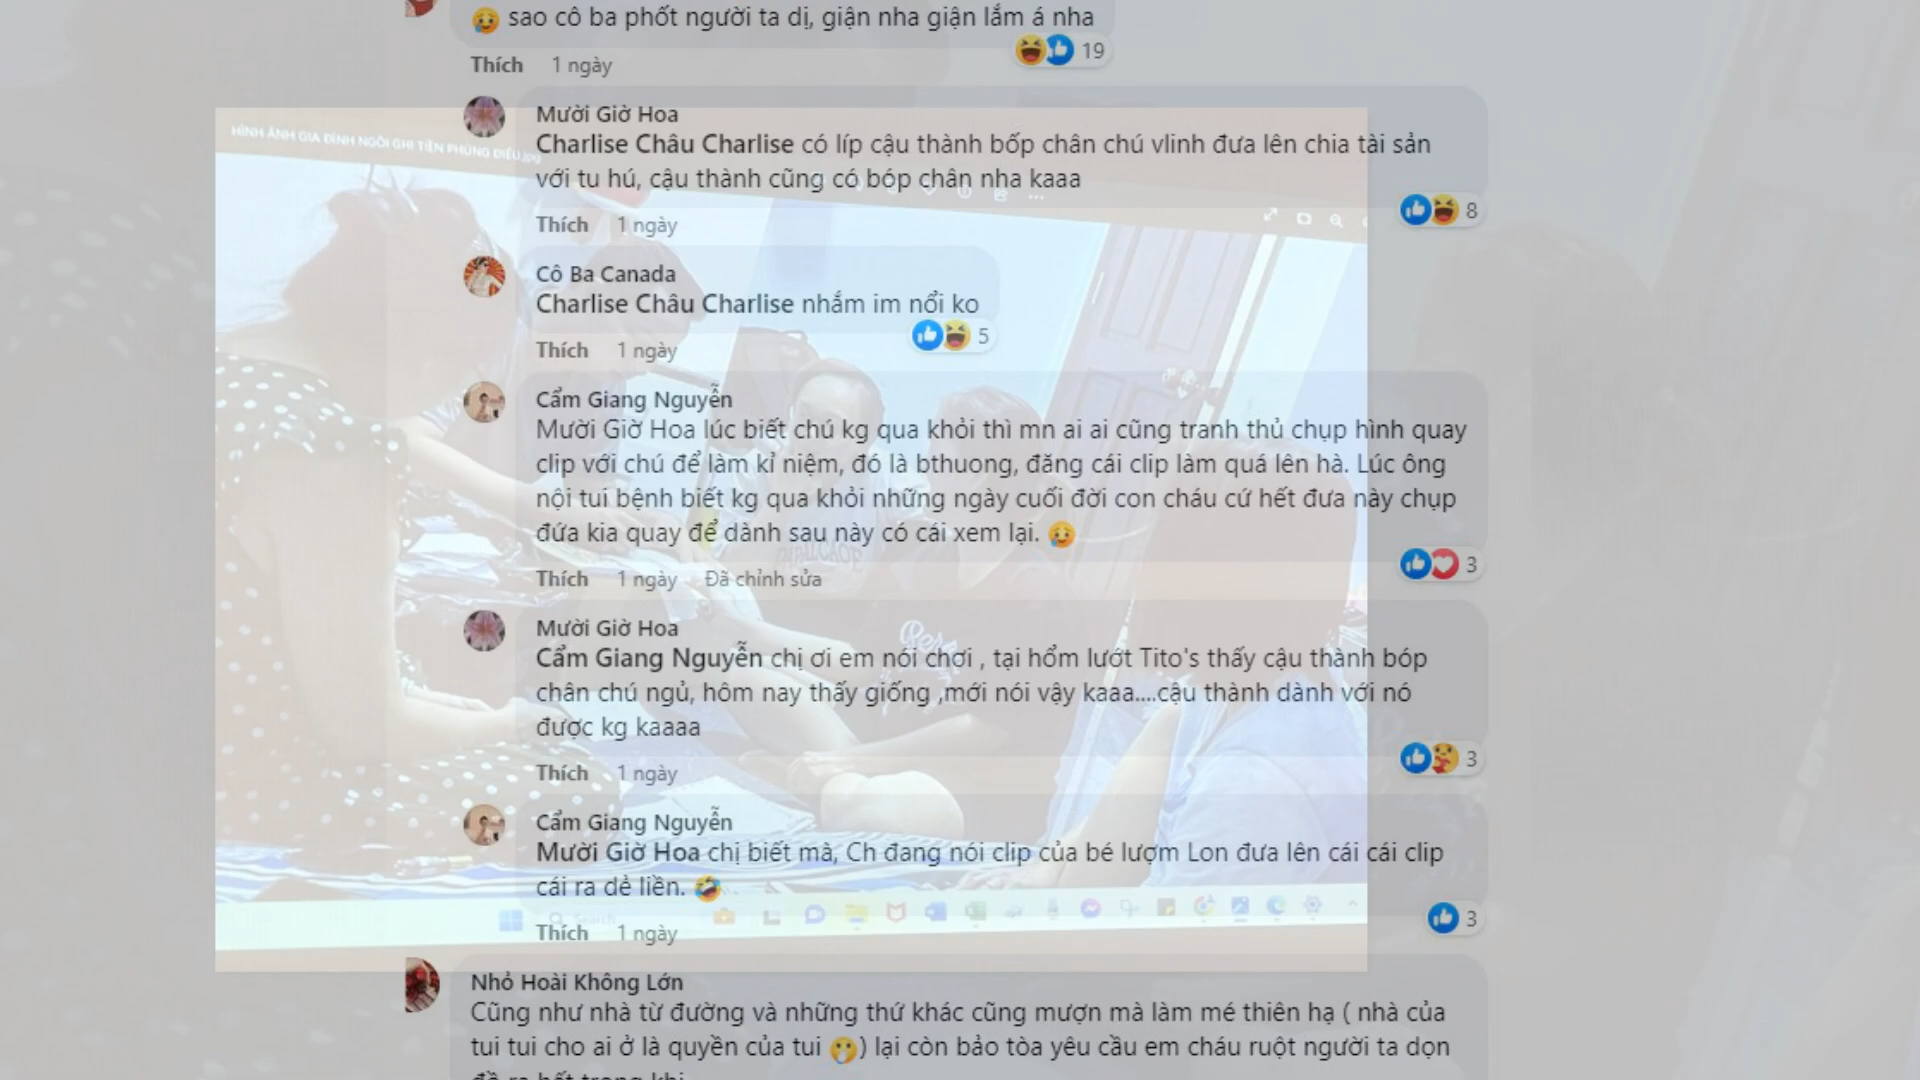 sao cô ba phốt người ta dị, giận nha giận lắm á nha
19
Thích 1 ngày
Mười Giờ Hoa
HÌNH ẢNH GIA ĐÌNH NGỒI GHI TIỀN PHÚNG ĐIẾU.jpg
Charlise Châu Charlise có líp cậu thành bốp chân chú vlinh đưa lên chia tài sản
với tu hú, cậu thành cũng có bóp chân nha kaaa
8
Thích 1 ngày
Cô Ba Canada
Charlise Châu Charlise nhắm im nổi ko
5
Thích 1 ngày
Cẩm Giang Nguyễn
Mười Giờ Hoa lúc biết chú kg qua khỏi thì mn ai ai cũng tranh thủ chụp hình quay
clip với chú để làm kỉ niệm, đó là bthuong, đăng cái clip làm quá lên hà. Lúc ông
nội tui bệnh biết kg qua khỏi những ngày cuối đời con cháu cứ hết đưa này chụp
đứa kia quay để dành sau này có cái xem lại.
3
Thích 1 ngày Đã chỉnh sửa
Mười Giờ Hoa
Cẩm Giang Nguyễn chị ơi em nói chơi , tại hổm lướt Tito's thấy cậu thành bóp
chân chú ngủ, hôm nay thấy giống ,mới nói vậy kaaa....cậu thành dành với nó
được kg kaaaa
3
Thích 1 ngày
Cẩm Giang Nguyễn
Mười Giờ Hoa chị biết mà, Ch đang nói clip của bé lượm Lon đưa lên cái cái clip
cái ra dẻ liền.
Search
3
Thích 1 ngày
Nhỏ Hoài Không Lớn
Cũng như nhà từ đường và những thứ khác cũng mượn mà làm mé thiên hạ ( nhà của
tui tui cho ai ở là quyền của tui ) lại còn bảo tòa yêu cầu em cháu ruột người ta dọn